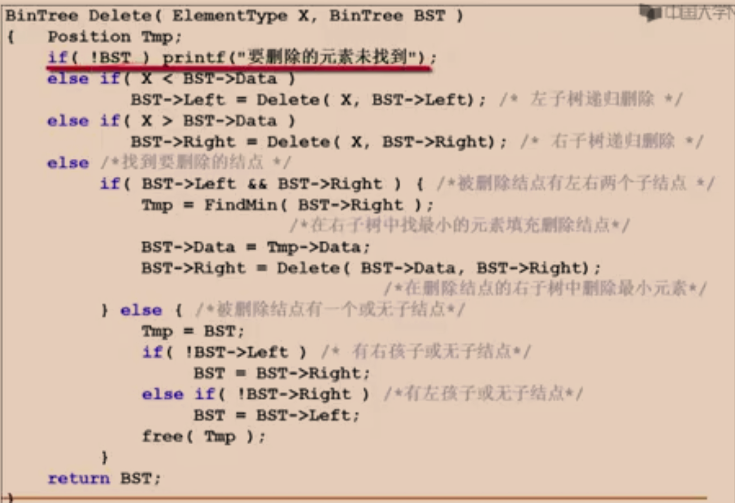 中国大学M
BinTree Delete( ElementType X, BinTree BST )
{   Position Tmp;
    if( !BST ) printf("要删除的元素未找到");
    else if( X < BST->Data )
            BST->Left = Delete( X, BST->Left); /* 左子树递归删除 */
    else if( X > BST->Data )
            BST->Right = Delete( X, BST->Right); /* 右子树递归删除 */
    else /*找到要删除的结点 */
         if( BST->Left && BST->Right ) { /*被删除结点有左右两个子结点 */
             Tmp = FindMin( BST->Right );
                           /*在右子树中找最小的元素填充删除结点*/
             BST->Data = Tmp->Data;
             BST->Right = Delete( BST->Data, BST->Right);
                                    /*在删除结点的右子树中删除最小元素*/
         } else { /*被删除结点有一个或无子结点*/
             Tmp = BST;
             if( !BST->Left ) /* 有右孩子或无子结点*/
                  BST = BST->Right;
             else if( !BST->Right ) /*有左孩子或无子结点*/
                  BST = BST->Left;
             free( Tmp );
         }
    return BST;
}